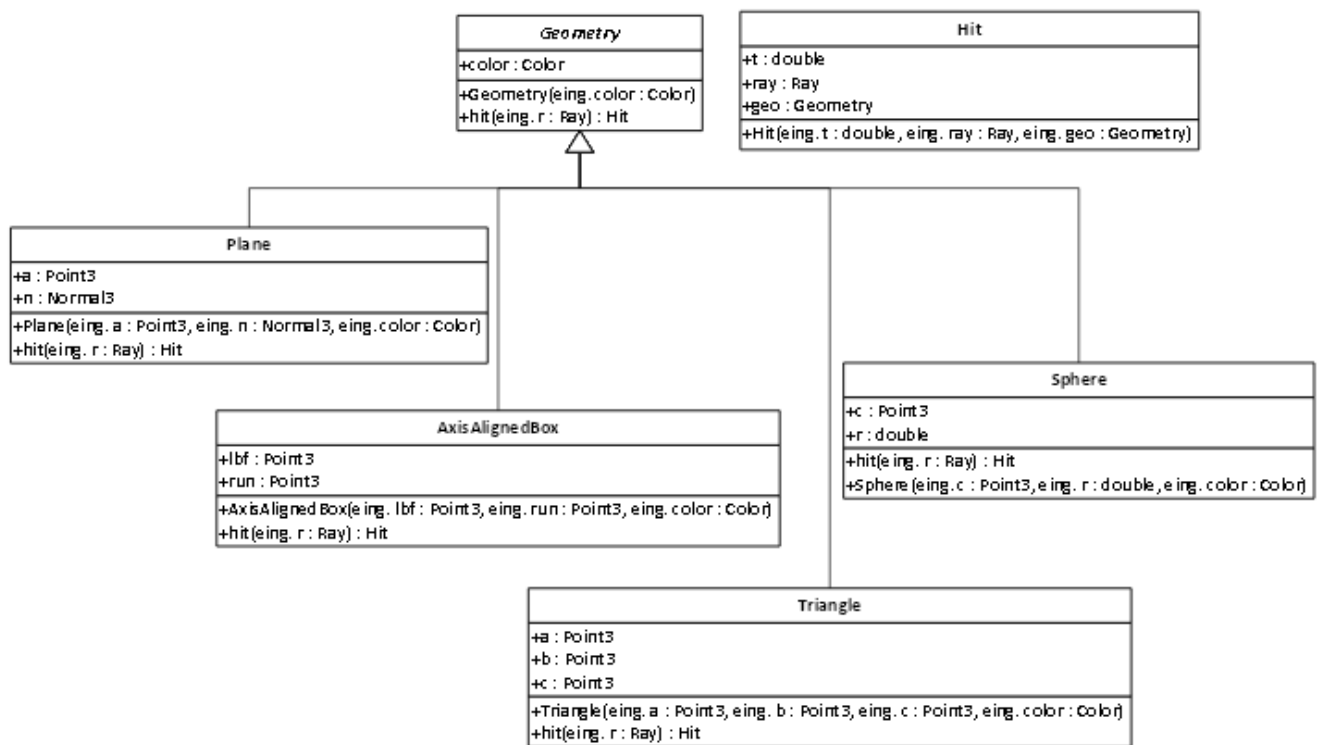 Geometry
+color : Color
+Geometry(eing. color : Color)
+hit(eing. r : Ray) : Hit
Hit
+t : double
+ray : Ray
+geo : Geometry
+Hit(eing. t : double, eing. ray : Ray, eing. geo : Geometry)
Plane
+a : Point3
+n : Normal3
+Plane(eing. a : Point3, eing. n : Normal3, eing. color : Color)
+hit(eing. r : Ray) : Hit
AxisAlignedBox
+lbf : Point3
+run : Point3
+AxisAlignedBox(eing. lbf : Point3, eing. run : Point3, eing. color : Color)
+hit(eing. r : Ray) : Hit
Sphere
+c : Point3
+r : double
+hit(eing. r : Ray) : Hit
+Sphere(eing. c : Point3, eing. r : double, eing. color : Color)
Triangle
+a : Point3
+b : Point3
+c : Point3
+Triangle(eing. a : Point3, eing. b : Point3, eing. c : Point3, eing. color : Color)
+hit(eing. r : Ray) : Hit